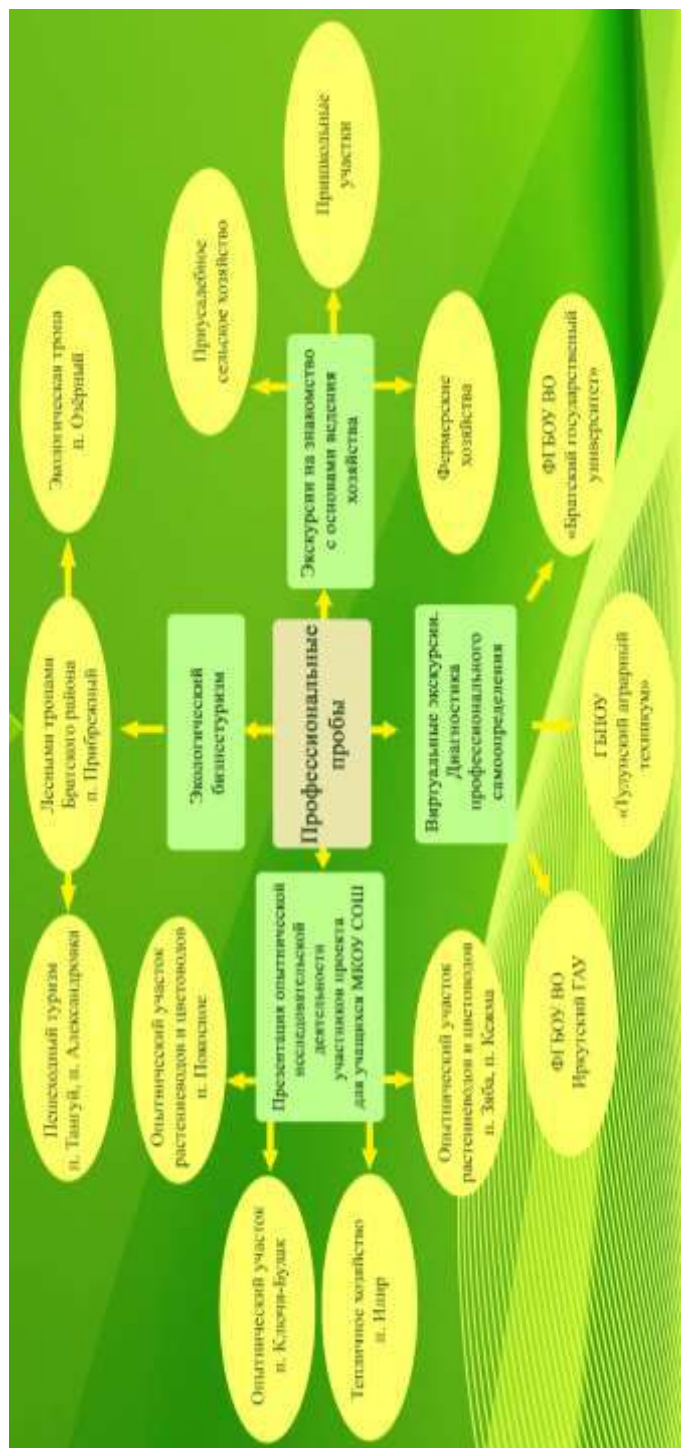 Пешеходный туризм
п. Тангуй, п. Александровка
Лесными тропами
Братского района
п. Прибрежный
Экологическая тропа
п. Озёрный
Опытнический участок
растениеводов и цветоводов
п. Покосное
Экологический
бизнестуризм
Приусадебное
сельское хозяйство
Опытнический участок
п. Ключи-Булак
Тепличное хозяйство
п. Илир
Презентация опытнической
исследовательской
деятельности
участников проекта
для учащихся МКОУ СОШ
Профессиональные
пробы
Экскурсии на знакомство
с основами ведения
хозяйства
Пришкольные
участки
Опытнический участок
растениеводов и цветоводов
п. Зяба, п. Кежма
Виртуальные экскурсии.
Диагностика
профессионального
самоопределения
Фермерские
хозяйства
ФГБОУ ВО
Иркутский ГАУ
ГБПОУ
«Тулунский аграрный
техникум»
ФГБОУ ВО
«Братский государственый
университет»